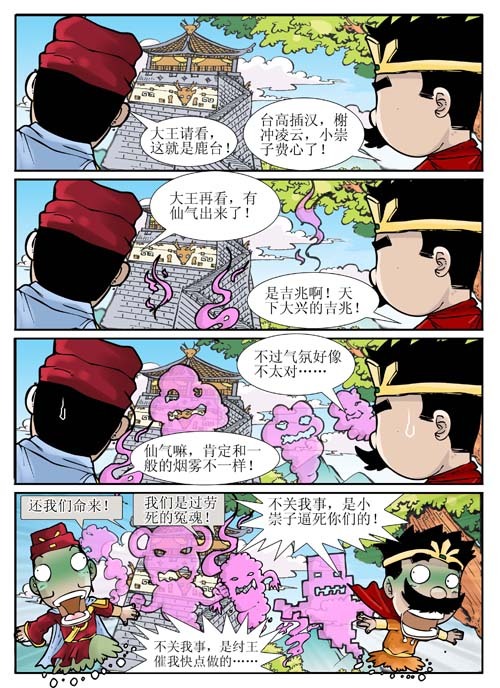 大王请看，
这就是鹿台！
台高插汉，榭
冲凌云，小崇
子费心了！
大王再看，有
仙气出来了！
是吉兆啊！天
下大兴的吉兆！
不过气氛好像
不太对……
仙气嘛，肯定和一
般的烟雾不一样！
还我们命来！
我们是过劳
死的冤魂！
不关我事，是小
崇子逼死你们的！
不关我事，是纣王
催我快点做的……